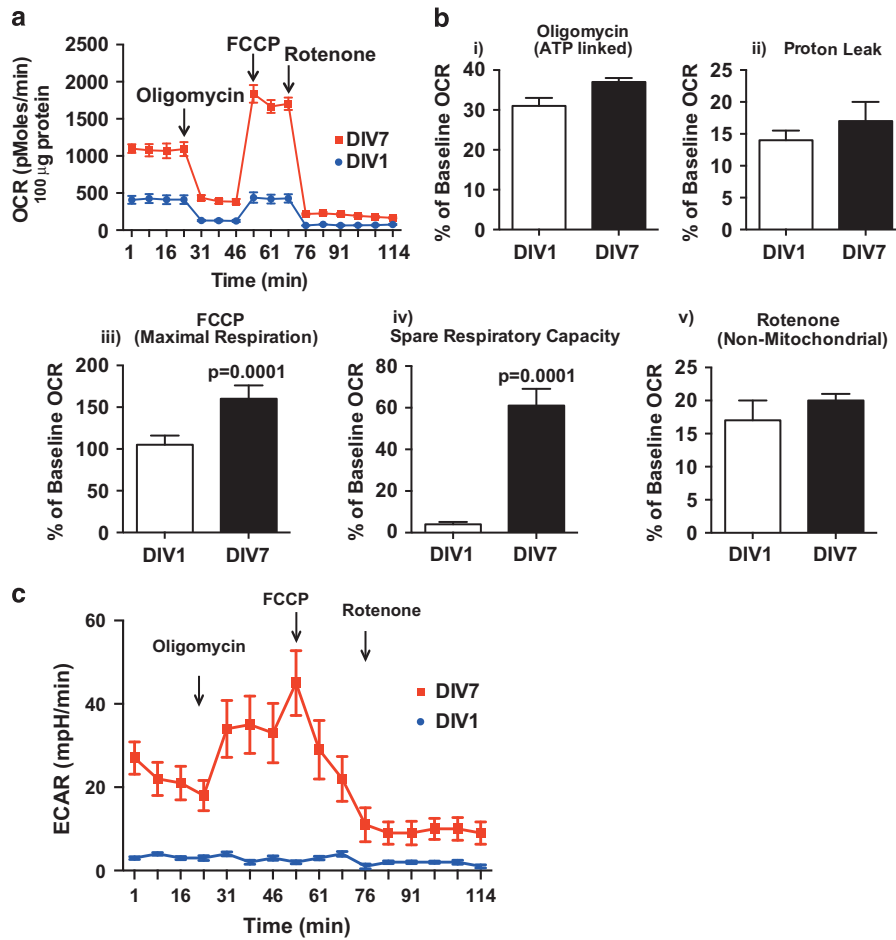 a
FCCP
Rotenone
Oligomycin
OCR (pMoles/min)
100 µg protein
2500
2000
1500
1000
500
0
DIV7
DIV1
1 16 31 46 61 76 91 114
Time (min)
b
i)
Oligomycin
(ATP linked)
% of Baseline OCR
40
30
20
10
0
DIV1 DIV7
ii)
Proton Leak
% of Baseline OCR
25
20
15
10
5
0
DIV1 DIV7
iii)
FCCP
(Maximal Respiration)
% of Baseline OCR
200
150
100
50
0
p=0.0001
DIV1 DIV7
iv)
Spare Respiratory Capacity
% of Baseline OCR
80
60
40
20
0
p=0.0001
DIV1 DIV7
v)
Rotenone
(Non-Mitochondrial)
% of Baseline OCR
25
20
15
10
5
0
DIV1 DIV7
c
FCCP
Rotenone
Oligomycin
ECAR (mpH/min)
60
40
20
0
DIV7
DIV1
1 16 31 46 61 76 91 114
Time (min)